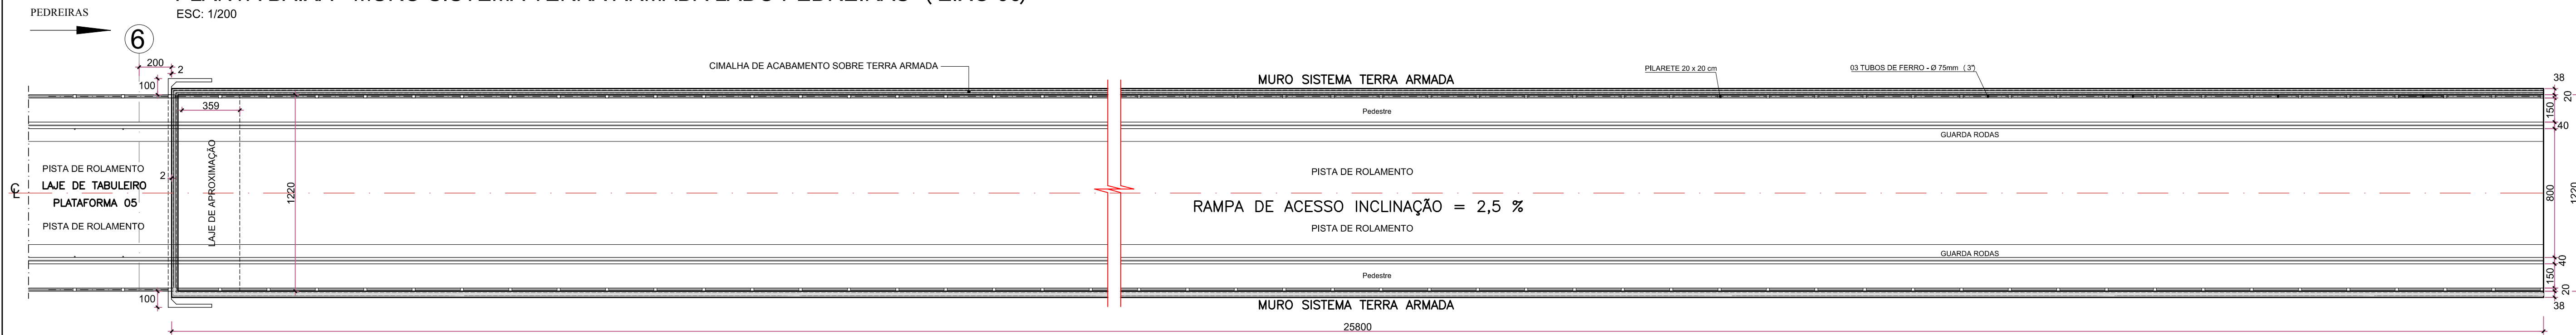 PEDREIRAS
ESC: 1/200
6
200
2
100
CIMALHA DE ACABAMENTO SOBRE TERRA ARMADA
MURO SISTEMA TERRA ARMADA
PILARETE 20 x 20 cm
03 TUBOS DE FERRO - Ø 75mm ( 3")
38
20
359
150
Pedestre
40
GUARDA RODAS
PISTA DE ROLAMENTO
LAJE DE TABULEIRO
PLATAFORMA 05
PISTA DE ROLAMENTO
2
LAJE DE APROXIMAÇÃO
1220
PISTA DE ROLAMENTO
RAMPA DE ACESSO INCLINAÇÃO = 2,5 %
PISTA DE ROLAMENTO
800
1220
GUARDA RODAS
40
Pedestre
150
100
20
MURO SISTEMA TERRA ARMADA
38
25800